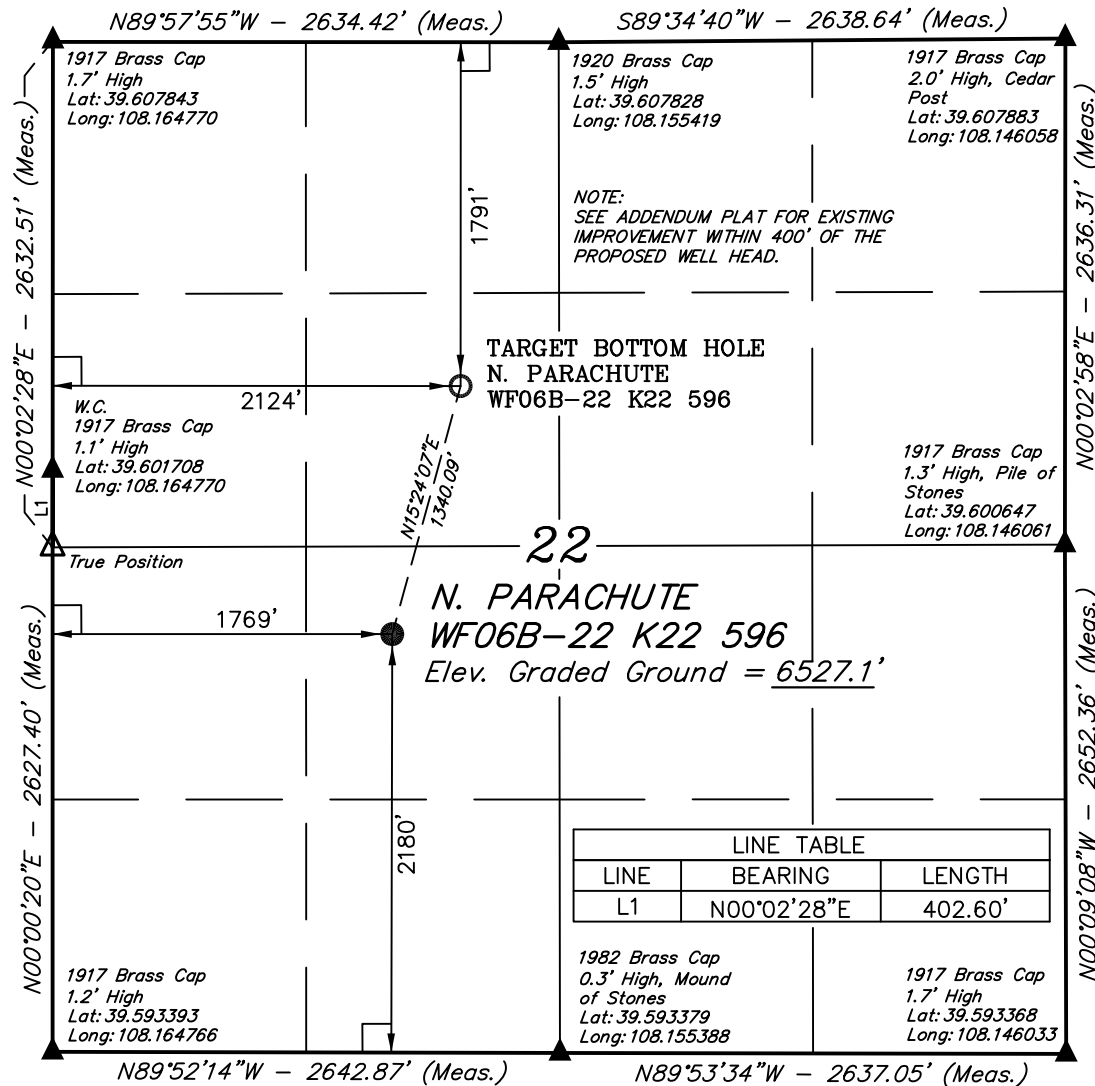 N89°57'55"W - 2634.42' (Meas.)
S89°34'40"W - 2638.64' (Meas.)
1917 Brass Cap
1.7' High
Lat: 39.607843
Long: 108.164770
1920 Brass Cap
1.5' High
Lat: 39.607828
Long: 108.155419
1917 Brass Cap
2.0' High, Cedar
Post
Lat: 39.607883
Long: 108.146058
N00°02'28"E - 2632.51' (Meas.)
N00°02'58"E - 2636.31' (Meas.)
1791'
NOTE:
SEE ADDENDUM PLAT FOR EXISTING
IMPROVEMENT WITHIN 400' OF THE
PROPOSED WELL HEAD.
TARGET BOTTOM HOLE
N. PARACHUTE
WF06B-22 K22 596
2124'
W.C.
1917 Brass Cap
1.1' High
Lat: 39.601708
Long: 108.164770
N15°24'07"E
1340.09'
1917 Brass Cap
1.3' High, Pile of
Stones
Lat: 39.600647
Long: 108.146061
L1
True Position
22
N. PARACHUTE
WF06B-22 K22 596
Elev. Graded Ground = 6527.1'
1769'
N00°00'20"E - 2627.40' (Meas.)
N00°09'08"W - 2652.36' (Meas.)
2180'
LINE TABLE
LINE BEARING LENGTH
L1 N00°02'28"E 402.60'
1917 Brass Cap
1.2' High
Lat: 39.593393
Long: 108.164766
1982 Brass Cap
0.3' High, Mound
of Stones
Lat: 39.593379
Long: 108.155388
1917 Brass Cap
1.7' High
Lat: 39.593368
Long: 108.146033
N89°52'14"W - 2642.87' (Meas.)
N89°53'34"W - 2637.05' (Meas.)